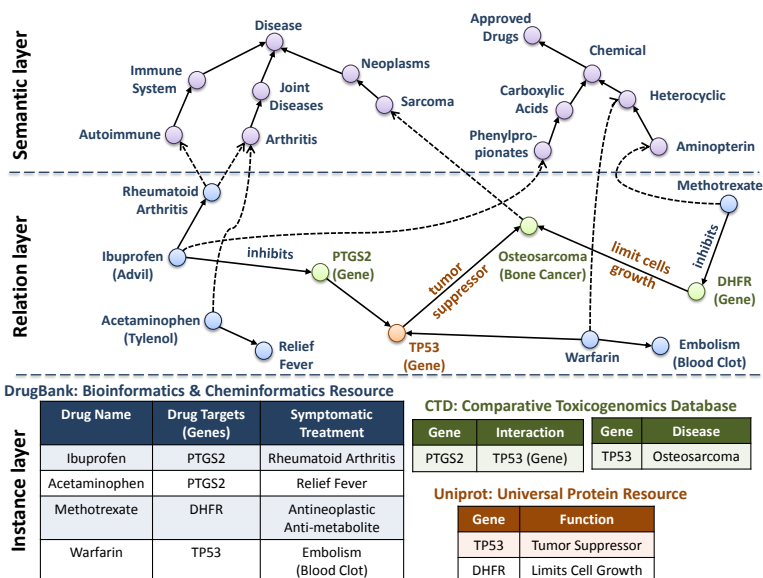 Semantic layer
Disease
Approved
Drugs
Chemical
Immune
System
Neoplasms
Joint
Diseases
Sarcoma
Carboxylic
Acids
Heterocyclic
Autoimmune
Arthritis
Phenylpro-
pionates
Aminopterin
Relation layer
Rheumatoid
Arthritis
Methotrexate
Ibuprofen
(Advil)
inhibits
PTGS2
(Gene)
tumor
suppressor
Osteosarcoma
(Bone Cancer)
limit cells
growth
inhibits
DHFR
(Gene)
Acetaminophen
(Tylenol)
Relief
Fever
TP53
(Gene)
Warfarin
Embolism
(Blood Clot)
Instance layer
DrugBank: Bioinformatics & Cheminformatics Resource
Drug Name Drug Targets (Genes) Symptomatic Treatment
Ibuprofen PTGS2 Rheumatoid Arthritis
Acetaminophen PTGS2 Relief Fever
Methotrexate DHFR Antineoplastic Anti-metabolite
Warfarin TP53 Embolism (Blood Clot)
CTD: Comparative Toxicogenomics Database
Gene Interaction
PTGS2 TP53 (Gene)
Gene Disease
TP53 Osteosarcoma
Uniprot: Universal Protein Resource
Gene Function
TP53 Tumor Suppressor
DHFR Limits Cell Growth